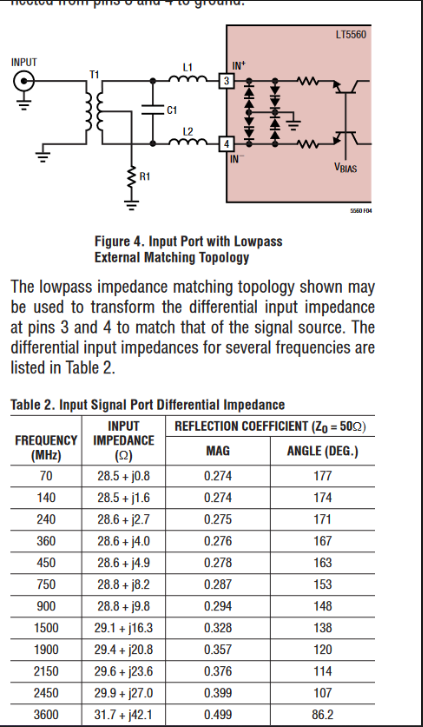 LT5560
INPUT
T1
L1
IN+
3
C1
L2
4
IN−
R1
VBIAS
5560 F04
Figure 4. Input Port with Lowpass
External Matching Topology
The lowpass impedance matching topology shown may
be used to transform the differential input impedance
at pins 3 and 4 to match that of the signal source. The
differential input impedances for several frequencies are
listed in Table 2.
Table 2. Input Signal Port Differential Impedance
FREQUENCY (MHz) INPUT IMPEDANCE (Ω) REFLECTION COEFFICIENT (Z0 = 50Ω)
MAG ANGLE (DEG.)
70 28.5 + j0.8 0.274 177
140 28.5 + j1.6 0.274 174
240 28.6 + j2.7 0.275 171
360 28.6 + j4.0 0.276 167
450 28.6 + j4.9 0.278 163
750 28.8 + j8.2 0.287 153
900 28.8 + j9.8 0.294 148
1500 29.1 + j16.3 0.328 138
1900 29.4 + j20.8 0.357 120
2150 29.6 + j23.6 0.376 114
2450 29.9 + j27.0 0.399 107
3600 31.7 + j42.1 0.499 86.2